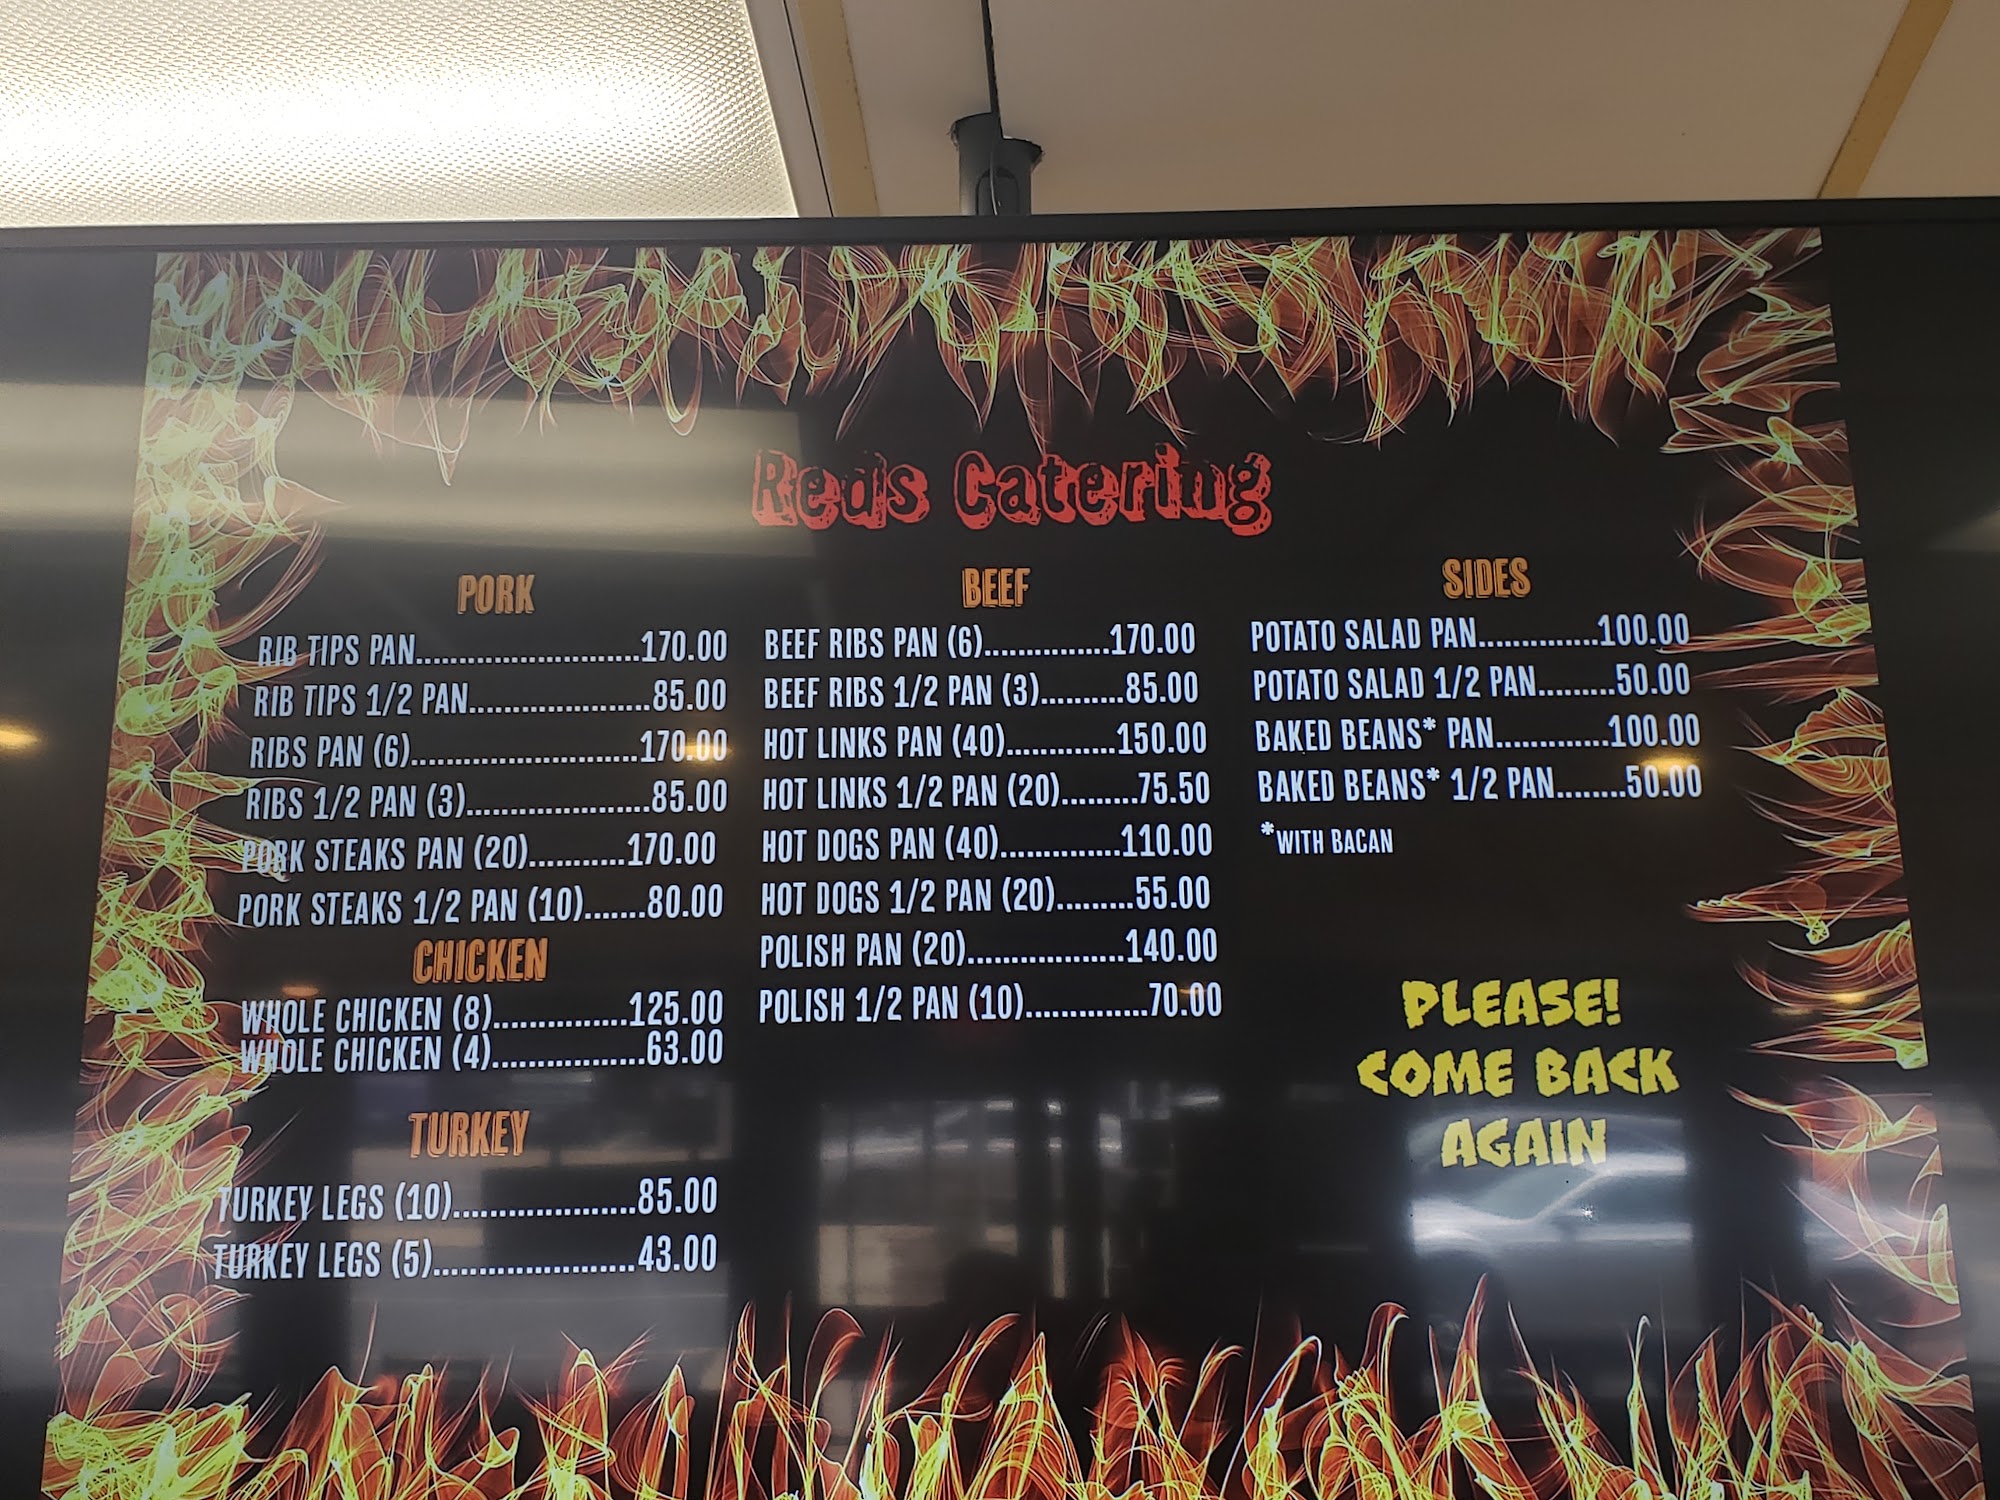 Reds Catering
PORK
RIB TIPS PAN.........................170.00
RIB TIPS 1/2 PAN.....................85.00
RIBS PAN (6)..........................170.00
RIBS 1/2 PAN (3).....................85.00
PORK STEAKS PAN (20)...........170.00
PORK STEAKS 1/2 PAN (10).......80.00
CHICKEN
WHOLE CHICKEN (8)...............125.00
WHOLE CHICKEN (4).................63.00
TURKEY
TURKEY LEGS (10)....................85.00
TURKEY LEGS (5)......................43.00
BEEF
BEEF RIBS PAN (6)...............170.00
BEEF RIBS 1/2 PAN (3)..........85.00
HOT LINKS PAN (40).............150.00
HOT LINKS 1/2 PAN (20).........75.50
HOT DOGS PAN (40)..............110.00
HOT DOGS 1/2 PAN (20).........55.00
POLISH PAN (20)...................140.00
POLISH 1/2 PAN (10)..............70.00
SIDES
POTATO SALAD PAN..............100.00
POTATO SALAD 1/2 PAN.........50.00
BAKED BEANS* PAN.............100.00
BAKED BEANS* 1/2 PAN........50.00
*WITH BACAN
PLEASE!
COME BACK
AGAIN